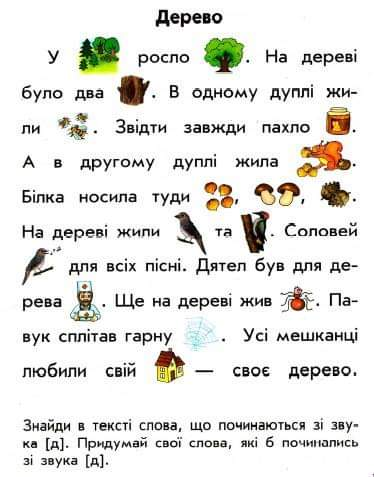 Дерево
У росло . На дереві
було два . В одному дуплі жи-
ли . Звідти завжди пахло .
А в другому дуплі жила .
Білка носила туди , , .
На дереві жили та . Соловей
для всіх пісні. Дятел був для де-
рева . Ще на дереві жив . Па-
вук сплітав гарну . Усі мешканці
любили свій — своє дерево.
Знайди в тексті слова, що починаються зі зву-
ка [д]. Придумай свої слова, які б починались
зі звука [д].